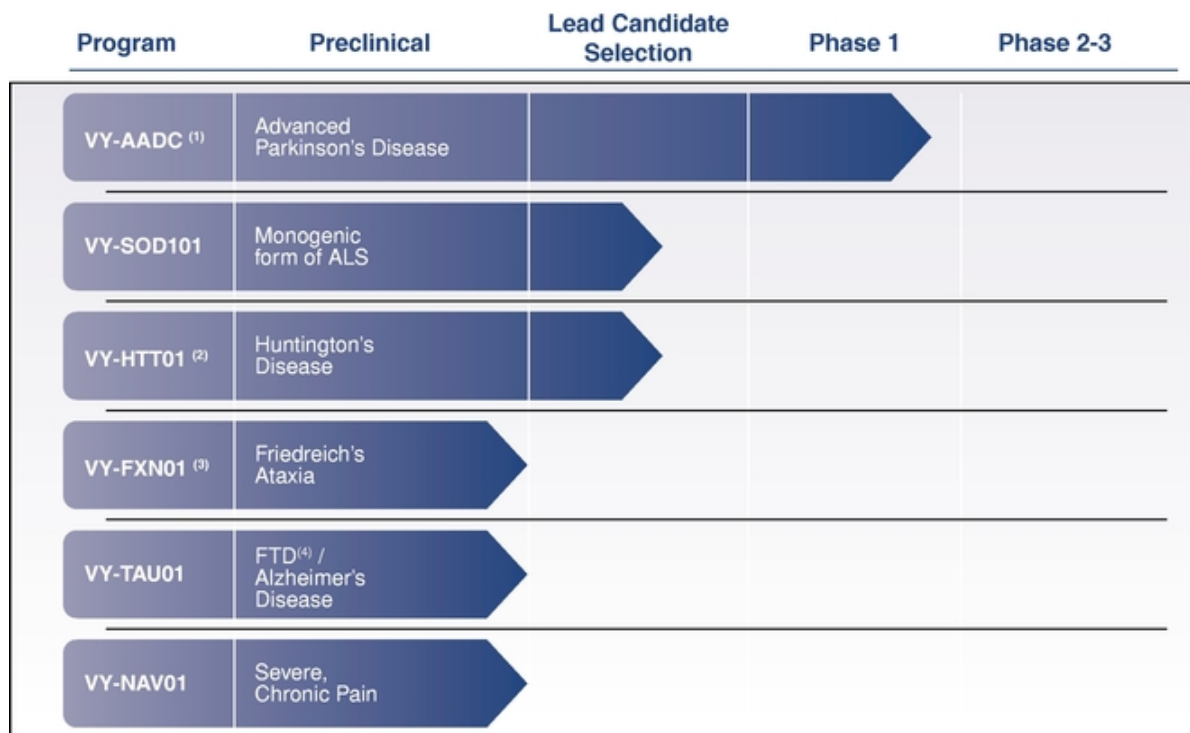 Program Preclinical Lead Candidate Selection Phase 1 Phase 2-3
VY-AADC (1)
Advanced
Parkinson's Disease
VY-SOD101
Monogenic
form of ALS
VY-HTT01 (2)
Huntington's
Disease
VY-FXN01 (3)
Friedreich's
Ataxia
VY-TAU01
FTD(4) /
Alzheimer's
Disease
VY-NAV01
Severe,
Chronic Pain